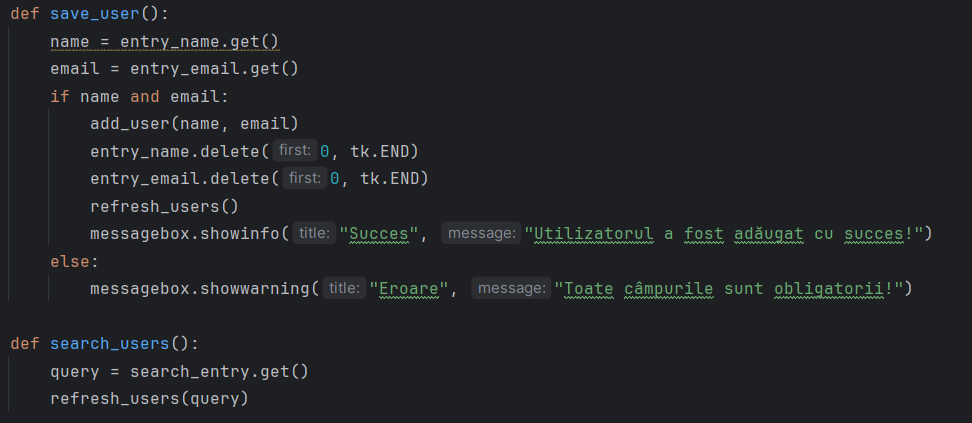 def save_user():
    name = entry_name.get()
    email = entry_email.get()
    if name and email:
        add_user(name, email)
        entry_name.delete(first: 0, tk.END)
        entry_email.delete(first: 0, tk.END)
        refresh_users()
        messagebox.showinfo(title: "Succes", message: "Utilizatorul a fost adăugat cu succes!")
    else:
        messagebox.showwarning(title: "Eroare", message: "Toate câmpurile sunt obligatorii!")
def search_users():
    query = search_entry.get()
    refresh_users(query)